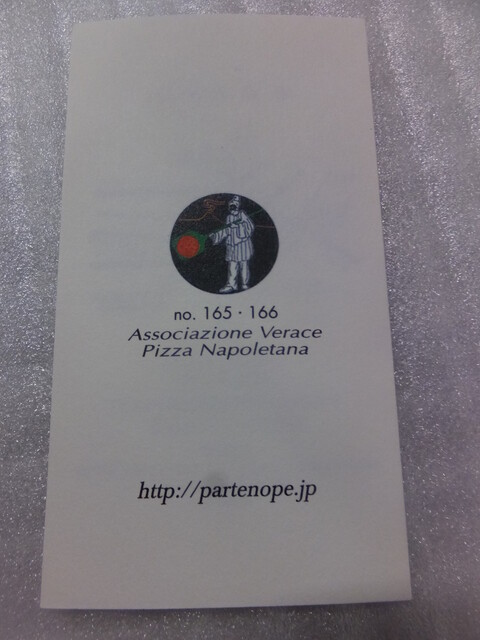 no. 165 · 166
Associazione Verace
Pizza Napoletana
http://partenope.jp